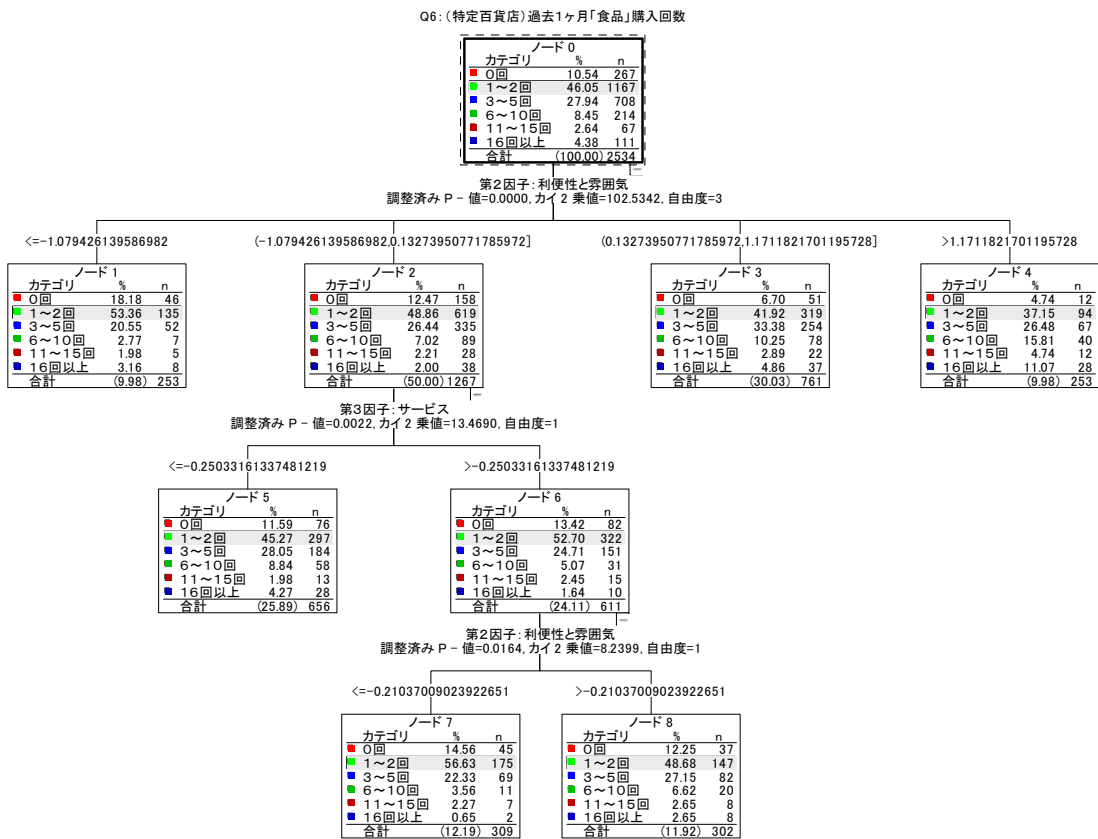 Q6:(特定百貨店)過去1ヶ月「食品」購入回数
ノード 0
カテゴリ % n
0回 10.54 267
1～2回 46.05 1167
3～5回 27.94 708
6～10回 8.45 214
11～15回 2.64 67
16回以上 4.38 111
合計 (100.00) 2534
第2因子:利便性と雰囲気
調整済み P - 値=0.0000, カイ2 乗値=102.5342, 自由度=3
<=-1.079426139586982
(-1.079426139586982,0.13273950771785972]
(0.13273950771785972,1.1711821701195728]
>1.1711821701195728
ノード 1
カテゴリ % n
0回 18.18 46
1～2回 53.36 135
3～5回 20.55 52
6～10回 2.77 7
11～15回 1.98 5
16回以上 3.16 8
合計 (9.98) 253
ノード 2
カテゴリ % n
0回 12.47 158
1～2回 48.86 619
3～5回 26.44 335
6～10回 7.02 89
11～15回 2.21 28
16回以上 2.00 38
合計 (50.00) 1267
ノード 3
カテゴリ % n
0回 6.70 51
1～2回 41.92 319
3～5回 33.38 254
6～10回 10.25 78
11～15回 2.89 22
16回以上 4.86 37
合計 (30.03) 761
ノード 4
カテゴリ % n
0回 4.74 12
1～2回 37.15 94
3～5回 26.48 67
6～10回 15.81 40
11～15回 4.74 12
16回以上 11.07 28
合計 (9.98) 253
第3因子:サービス
調整済み P - 値=0.0022, カイ2 乗値=13.4690, 自由度=1
<=-0.25033161337481219
>-0.25033161337481219
ノード 5
カテゴリ % n
0回 11.59 76
1～2回 45.27 297
3～5回 28.05 184
6～10回 8.84 58
11～15回 1.98 13
16回以上 4.27 28
合計 (25.89) 656
ノード 6
カテゴリ % n
0回 13.42 82
1～2回 52.70 322
3～5回 24.71 151
6～10回 5.07 31
11～15回 2.45 15
16回以上 1.64 10
合計 (24.11) 611
第2因子:利便性と雰囲気
調整済み P - 値=0.0164, カイ2 乗値=8.2399, 自由度=1
<=-0.21037009023922651
>-0.21037009023922651
ノード 7
カテゴリ % n
0回 14.56 45
1～2回 56.63 175
3～5回 22.33 69
6～10回 3.56 11
11～15回 2.27 7
16回以上 0.65 2
合計 (12.19) 309
ノード 8
カテゴリ % n
0回 12.25 37
1～2回 48.68 147
3～5回 27.15 82
6～10回 6.62 20
11～15回 2.65 8
16回以上 2.65 8
合計 (11.92) 302